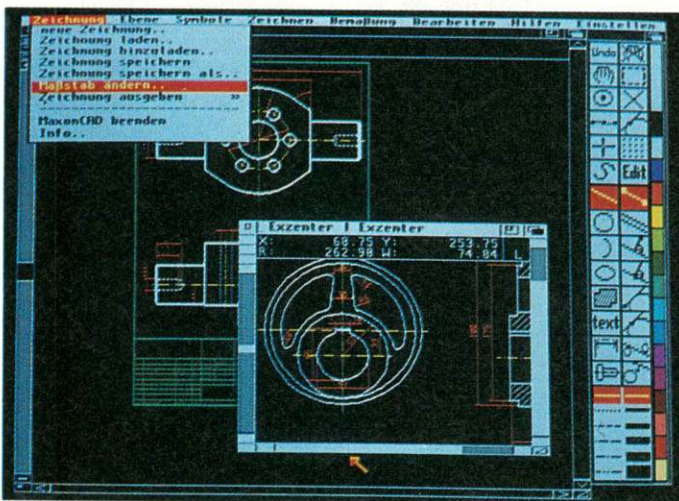 Zeichnung Ebene Symbole Zeichnen Bemaßung Bearbeiten Hilfen Einstellen
neue Zeichnung..
Zeichnung laden..
Zeichnung hinzuladen..
Zeichnung speichern
Zeichnung speichern als..
Maßstab ändern..
Zeichnung ausgeben »
MaxonCAD beenden
Info..
Undo
Edit
text
Exzenter | Exzenter
X: 68.75 Y: 253.75
R: 262.90 W: 74.84